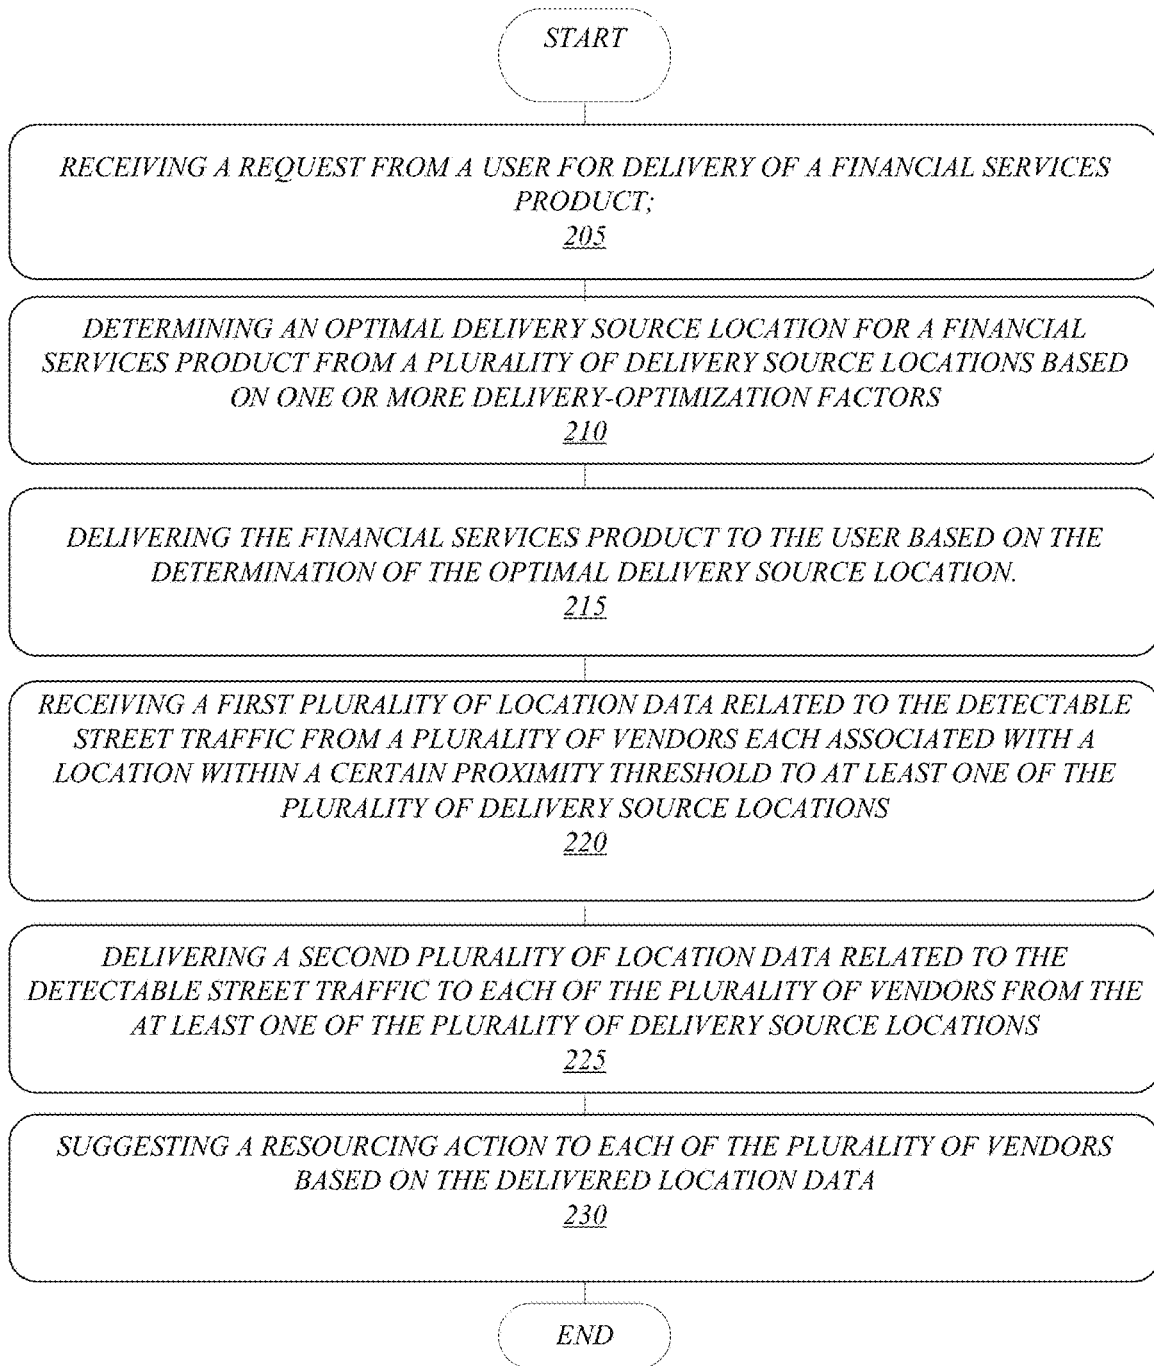 START
RECEIVING A REQUEST FROM A USER FOR DELIVERY OF A FINANCIAL SERVICES
PRODUCT;
205
DETERMINING AN OPTIMAL DELIVERY SOURCE LOCATION FOR A FINANCIAL
SERVICES PRODUCT FROM A PLURALITY OF DELIVERY SOURCE LOCATIONS BASED
ON ONE OR MORE DELIVERY-OPTIMIZATION FACTORS
210
DELIVERING THE FINANCIAL SERVICES PRODUCT TO THE USER BASED ON THE
DETERMINATION OF THE OPTIMAL DELIVERY SOURCE LOCATION.
215
RECEIVING A FIRST PLURALITY OF LOCATION DATA RELATED TO THE DETECTABLE
STREET TRAFFIC FROM A PLURALITY OF VENDORS EACH ASSOCIATED WITH A
LOCATION WITHIN A CERTAIN PROXIMITY THRESHOLD TO AT LEAST ONE OF THE
PLURALITY OF DELIVERY SOURCE LOCATIONS
220
DELIVERING A SECOND PLURALITY OF LOCATION DATA RELATED TO THE
DETECTABLE STREET TRAFFIC TO EACH OF THE PLURALITY OF VENDORS FROM THE
AT LEAST ONE OF THE PLURALITY OF DELIVERY SOURCE LOCATIONS
225
SUGGESTING A RESOURCING ACTION TO EACH OF THE PLURALITY OF VENDORS
BASED ON THE DELIVERED LOCATION DATA
230
END